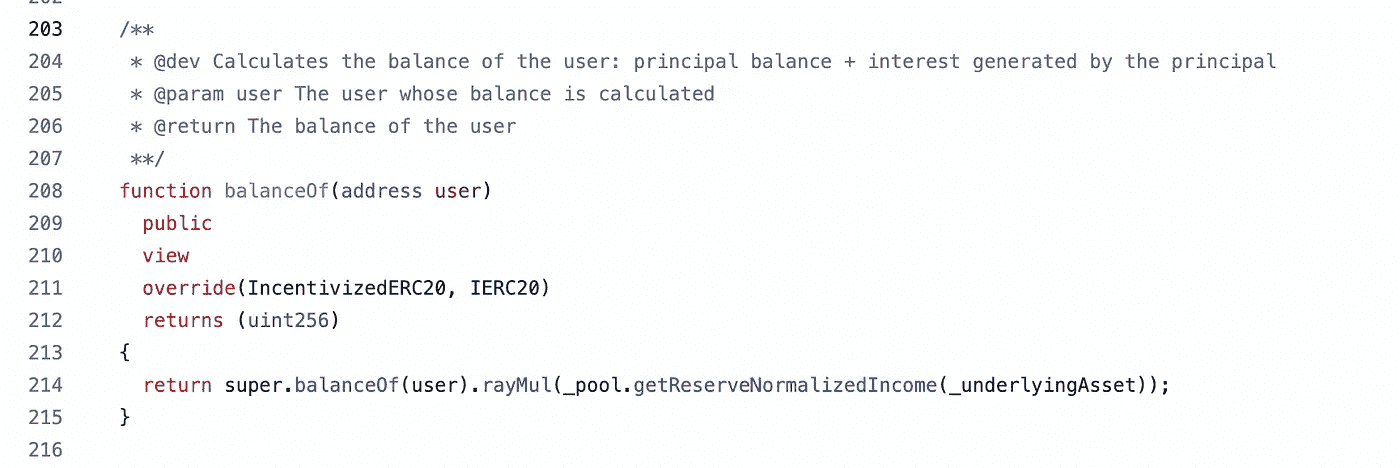 203 /**
204 * @dev Calculates the balance of the user: principal balance + interest generated by the principal
205 * @param user The user whose balance is calculated
206 * @return The balance of the user
207 **/
208 function balanceOf(address user)
209 public
210 view
211 override(IncentivizedERC20, IERC20)
212 returns (uint256)
213 {
214 return super.balanceOf(user).rayMul(_pool.getReserveNormalizedIncome(_underlyingAsset));
215 }
216